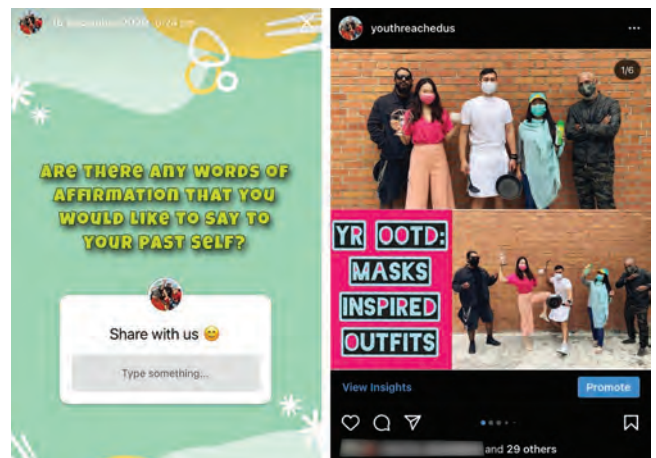 ARE THERE ANY WORDS OF
AFFIRMATION THAT YOU
WOULD LIKE TO SAY TO
YOUR PAST SELF?
Share with us 😊
Type something...
youthreachedus
1/6
YR OOTD:
MASKS
INSPIRED
OUTFITS
View Insights
Promote
and 29 others